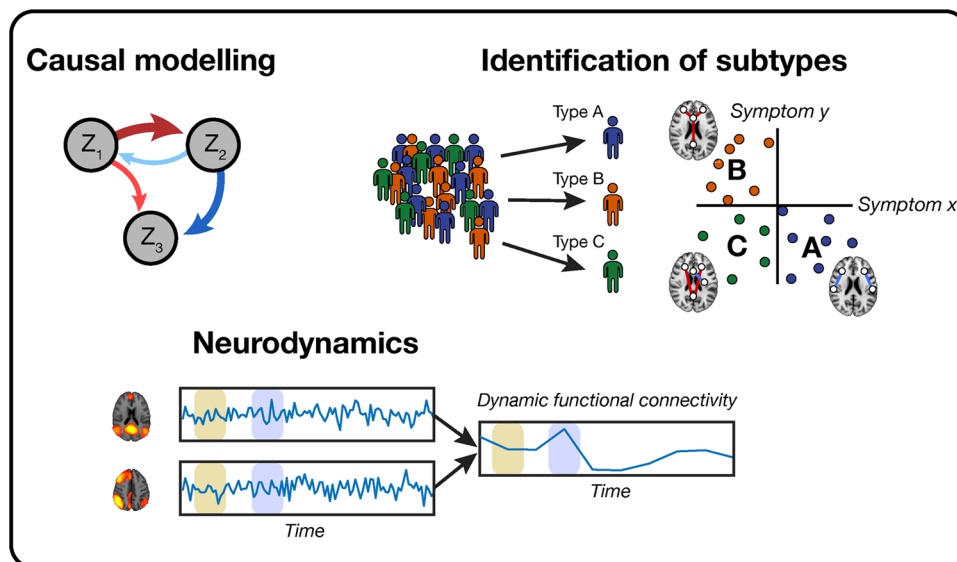 Causal modelling
Z1
Z2
Z3
Identification of subtypes
Type A
Type B
Type C
Symptom y
B
Symptom x
C
A
Neurodynamics
Dynamic functional connectivity
Time
Time